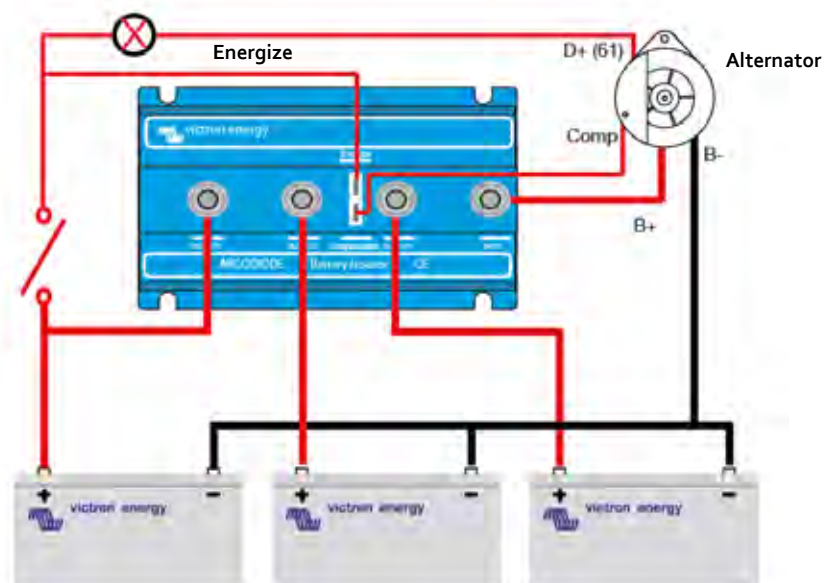 Energize
D+ (61)
Alternator
victron energy
Comp
B-
B+
ARGODIODE Battery Isolator CE
+ - + - + -
victron energy victron energy victron energy